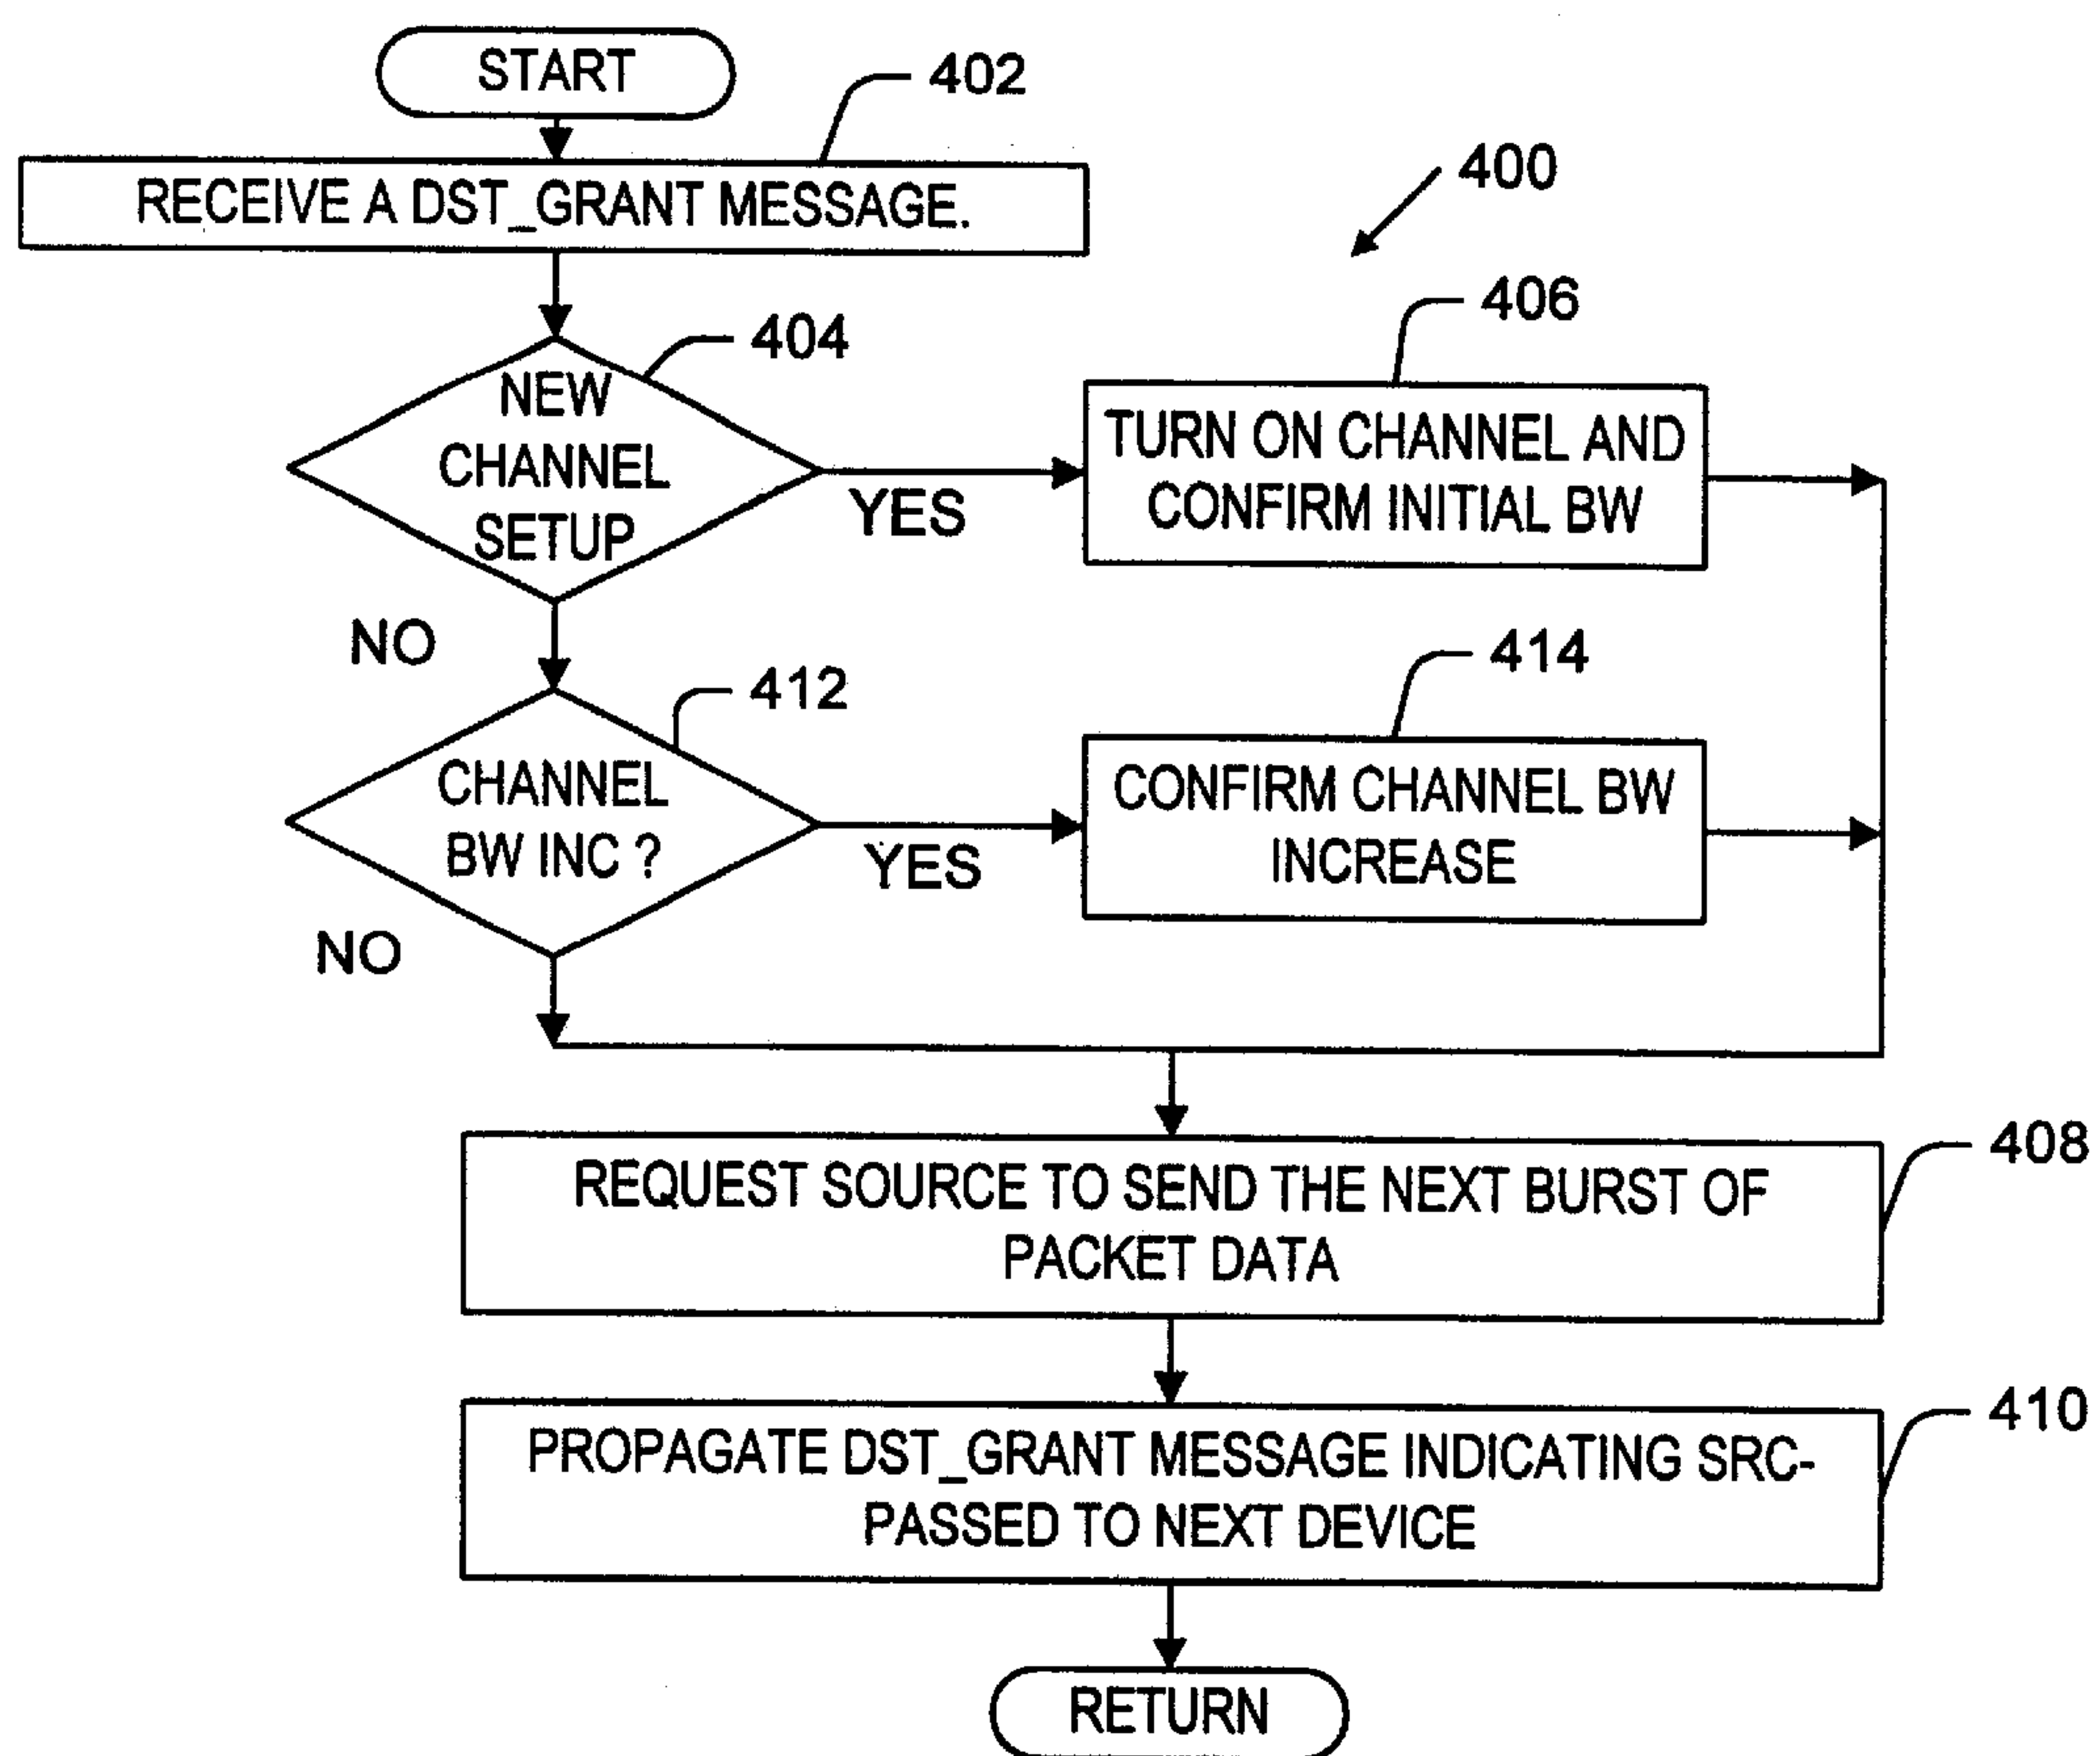 START
402
RECEIVE A DST_GRANT MESSAGE.
400
406
404
NEW
CHANNEL
SETUP
YES
TURN ON CHANNEL AND
CONFIRM INITIAL BW
NO
414
412
CHANNEL
BW INC ?
YES
CONFIRM CHANNEL BW
INCREASE
NO
408
REQUEST SOURCE TO SEND THE NEXT BURST OF
PACKET DATA
410
PROPAGATE DST_GRANT MESSAGE INDICATING SRC-
PASSED TO NEXT DEVICE
RETURN